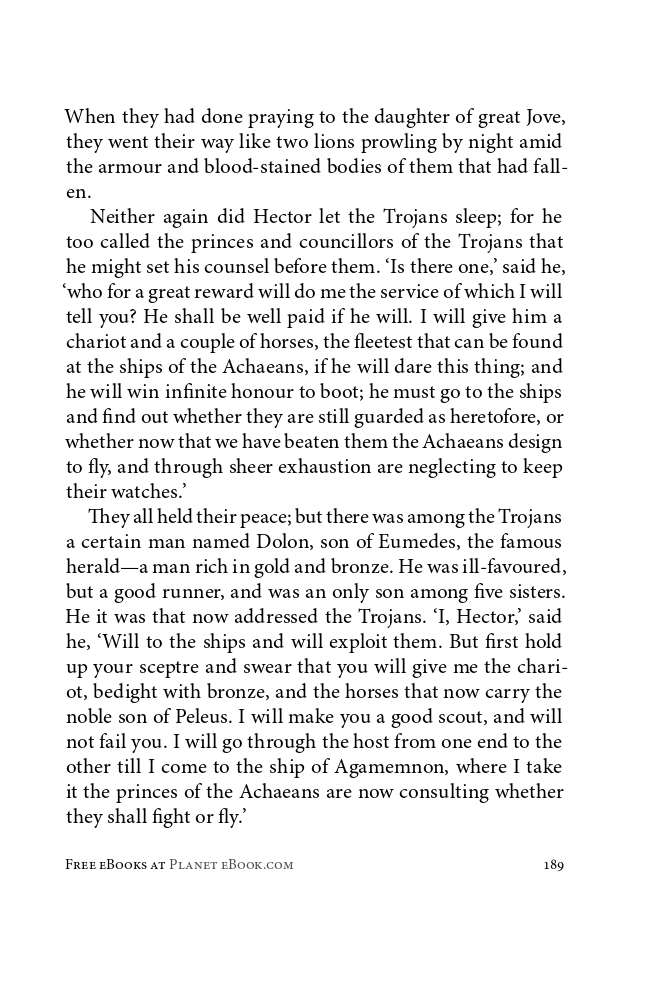 When they had done praying to the daughter of great Jove,
they went their way like two lions prowling by night amid
the armour and blood-stained bodies of them that had fall-
en.
Neither again did Hector let the Trojans sleep; for he
too called the princes and councillors of the Trojans that
he might set his counsel before them. ‘Is there one,’ said he,
‘who for a great reward will do me the service of which I will
tell you? He shall be well paid if he will. I will give him a
chariot and a couple of horses, the fleetest that can be found
at the ships of the Achaeans, if he will dare this thing; and
he will win infinite honour to boot; he must go to the ships
and find out whether they are still guarded as heretofore, or
whether now that we have beaten them the Achaeans design
to fly, and through sheer exhaustion are neglecting to keep
their watches.’
They all held their peace; but there was among the Trojans
a certain man named Dolon, son of Eumedes, the famous
herald—a man rich in gold and bronze. He was ill-favoured,
but a good runner, and was an only son among five sisters.
He it was that now addressed the Trojans. ‘I, Hector,’ said
he, ‘Will to the ships and will exploit them. But first hold
up your sceptre and swear that you will give me the chari-
ot, bedight with bronze, and the horses that now carry the
noble son of Peleus. I will make you a good scout, and will
not fail you. I will go through the host from one end to the
other till I come to the ship of Agamemnon, where I take
it the princes of the Achaeans are now consulting whether
they shall fight or fly.’
Free eBooks at Planet eBook.com 189